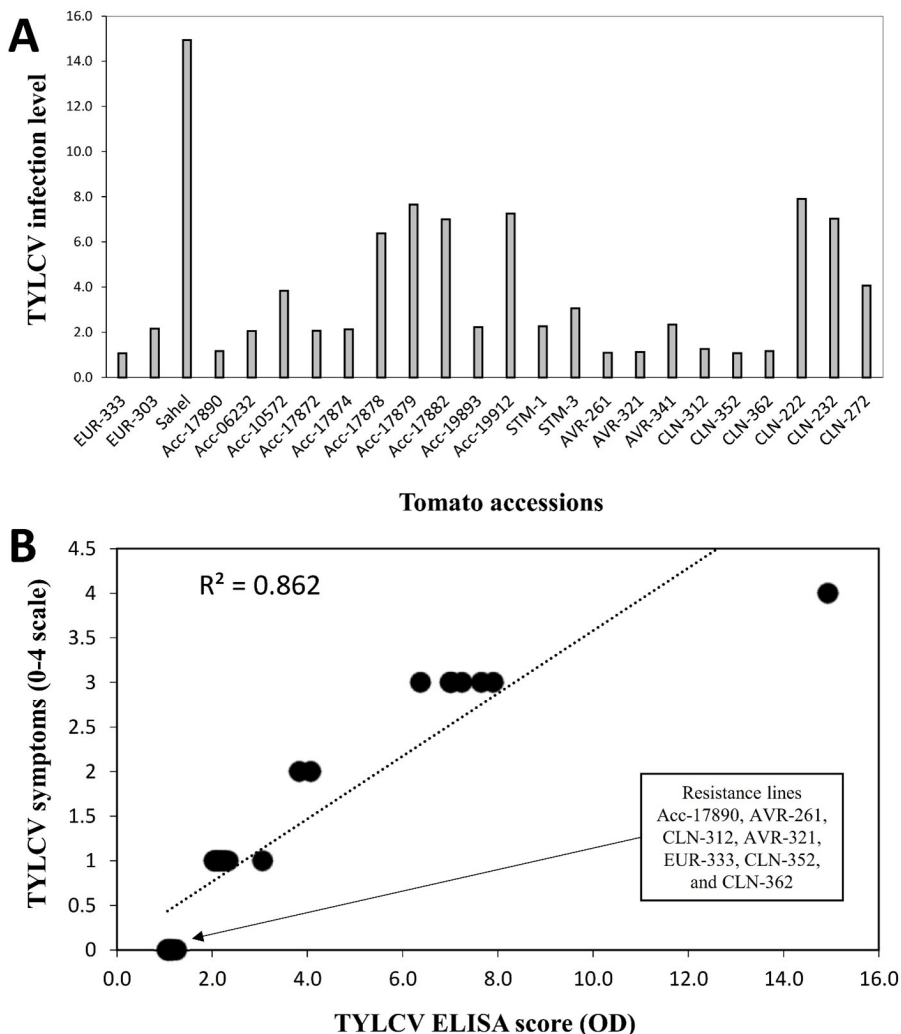 A
16.0
14.0
12.0
10.0
8.0
6.0
4.0
2.0
0.0
TYLCV infection level
EUR-333
EUR-303
Sahel
Acc-17890
Acc-06232
Acc-10572
Acc-17872
Acc-17874
Acc-17878
Acc-17879
Acc-17882
Acc-19893
Acc-19912
STM-1
STM-3
AVR-261
AVR-321
AVR-341
CLN-312
CLN-352
CLN-362
CLN-222
CLN-232
CLN-272
Tomato accessions
B
4.5
4
3.5
3
2.5
2
1.5
1
0.5
0
TYLCV symptoms (0-4 scale)
R² = 0.862
Resistance lines
Acc-17890, AVR-261,
CLN-312, AVR-321,
EUR-333, CLN-352,
and CLN-362
0.0 2.0 4.0 6.0 8.0 10.0 12.0 14.0 16.0
TYLCV ELISA score (OD)